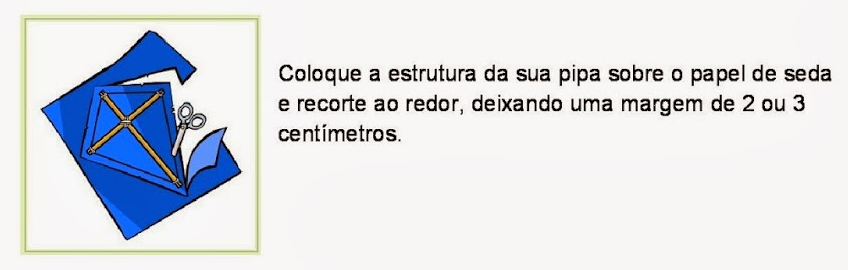 Coloque a estrutura da sua pipa sobre o papel de seda
e recorte ao redor, deixando uma margem de 2 ou 3
centímetros.